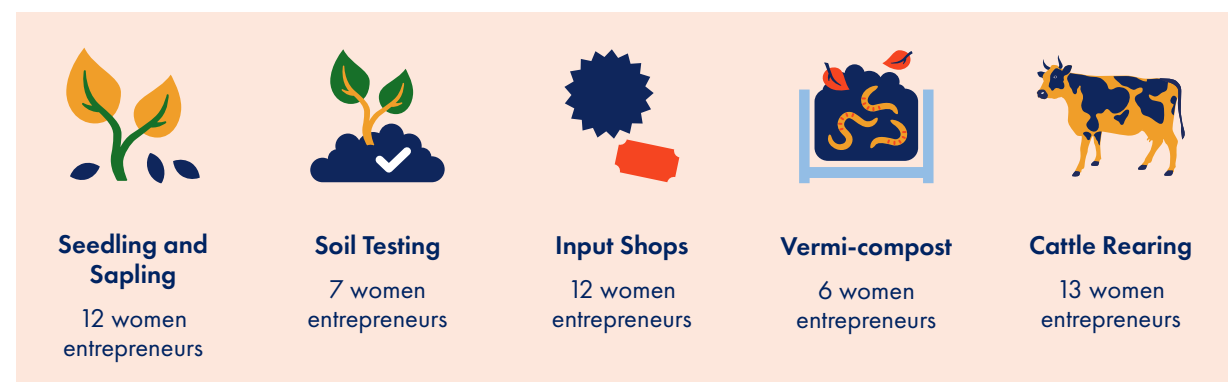 Seedling and
Sapling
12 women
entrepreneurs
Soil Testing
7 women
entrepreneurs
Input Shops
12 women
entrepreneurs
Vermi-compost
6 women
entrepreneurs
Cattle Rearing
13 women
entrepreneurs